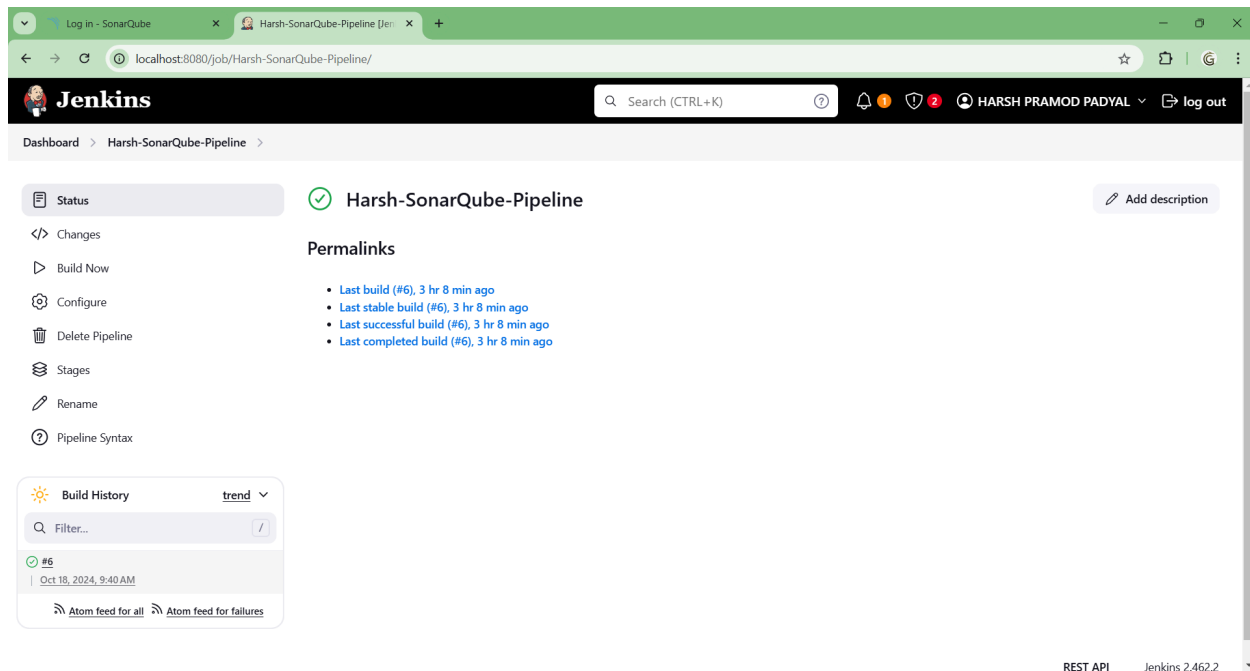 Log in - SonarQube
Harsh-SonarQube-Pipeline [Jen
localhost:8080/job/Harsh-SonarQube-Pipeline/
G
Jenkins
Search (CTRL+K)
?
1
2
HARSH PRAMOD PADYAL
log out
Dashboard > Harsh-SonarQube-Pipeline >
Status
Changes
Build Now
Configure
Delete Pipeline
Stages
Rename
Pipeline Syntax
Harsh-SonarQube-Pipeline
Add description
Permalinks
Last build (#6), 3 hr 8 min ago
Last stable build (#6), 3 hr 8 min ago
Last successful build (#6), 3 hr 8 min ago
Last completed build (#6), 3 hr 8 min ago
Build History
trend
Filter...
/
#6
Oct 18, 2024, 9:40 AM
Atom feed for all Atom feed for failures
REST API Jenkins 2.462.2